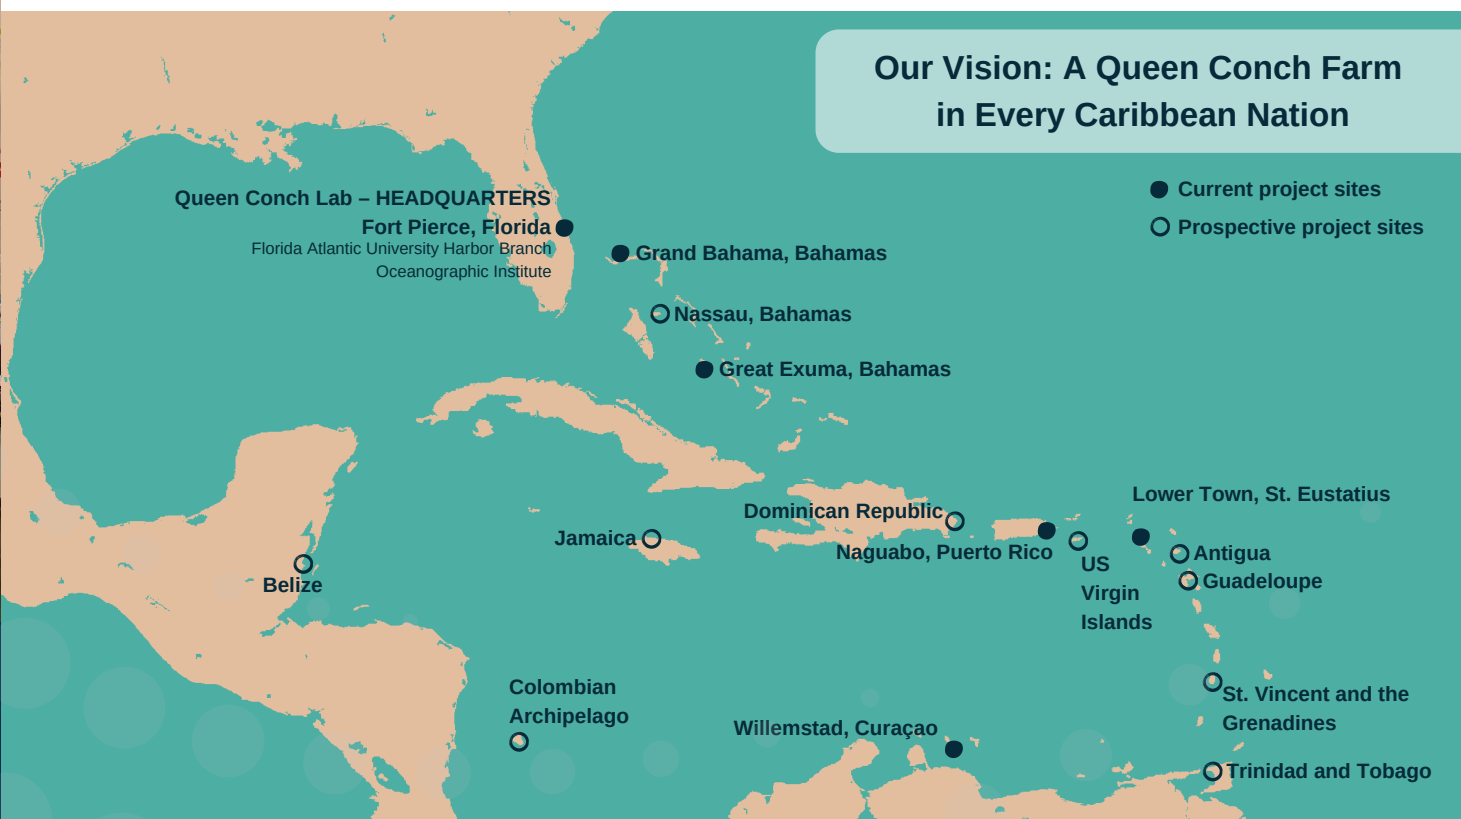 Our Vision: A Queen Conch Farm
in Every Caribbean Nation
Current project sites
Prospective project sites
Queen Conch Lab – HEADQUARTERS
Fort Pierce, Florida
Florida Atlantic University Harbor Branch
Oceanographic Institute
Grand Bahama, Bahamas
Nassau, Bahamas
Great Exuma, Bahamas
Lower Town, St. Eustatius
Dominican Republic
Jamaica
Naguabo, Puerto Rico
Antigua
US
Virgin
Islands
Guadeloupe
Belize
Colombian
Archipelago
St. Vincent and the
Grenadines
Willemstad, Curaçao
Trinidad and Tobago